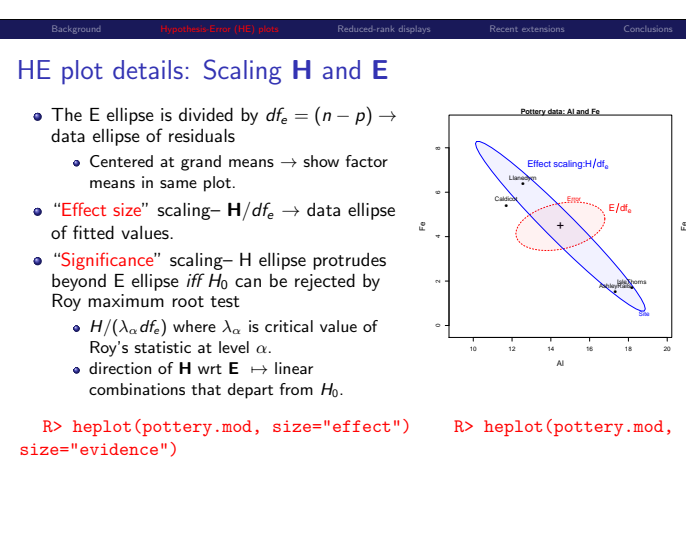 Background Hypothesis-Error (HE) plots Reduced-rank displays Recent extensions Conclusions
HE plot details: Scaling H and E
The E ellipse is divided by df_e = (n − p) →
data ellipse of residuals
Centered at grand means → show factor
means in same plot.
“Effect size” scaling– H/df_e → data ellipse
of fitted values.
“Significance” scaling– H ellipse protrudes
beyond E ellipse iff H_0 can be rejected by
Roy maximum root test
H/(λ_α df_e) where λ_α is critical value of
Roy's statistic at level α.
direction of H wrt E ↦ linear
combinations that depart from H_0.
Pottery data: Al and Fe
Effect scaling:H/df_e
Llanedyrn
Caldicot
Error
E/df_e
+
IsleThorns
AshleyRails
Site
Fe
0 2 4 6 8
10 12 14 16 18 20
Al
Fe
R> heplot(pottery.mod, size="effect") R> heplot(pottery.mod,
size="evidence")